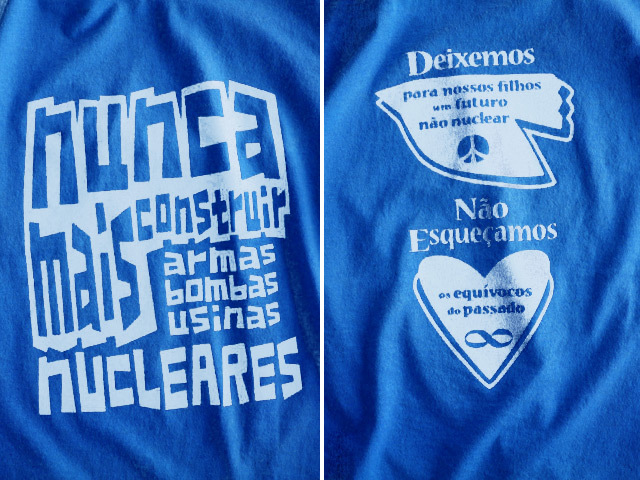 nunca
mais construir
armas
bombas
usinas
NUCLEARES
Deixemos
para nossos filhos
um futuro
não nuclear
Não
Esqueçamos
os equívocos
do passado